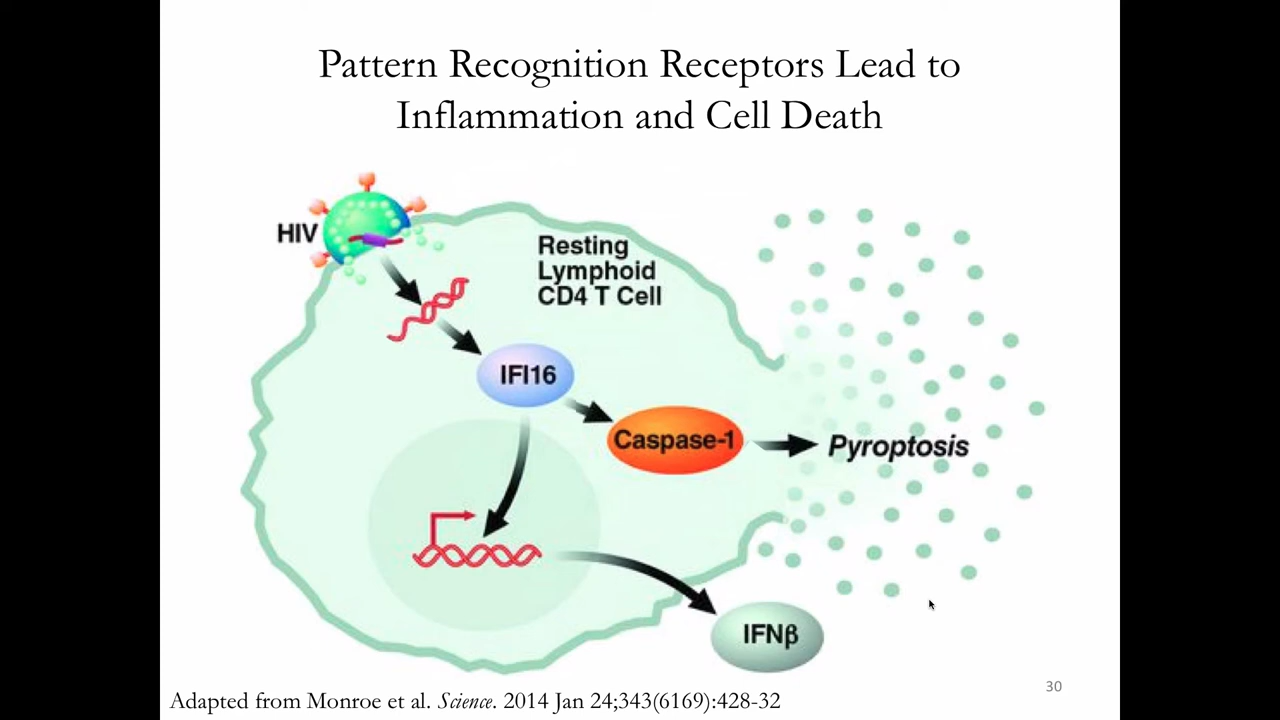 Pattern Recognition Receptors Lead to
Inflammation and Cell Death
HIV
Resting
Lymphoid
CD4 T Cell
IFI16
Caspase-1
Pyroptosis
IFNβ
30
Adapted from Monroe et al. Science. 2014 Jan 24;343(6169):428-32